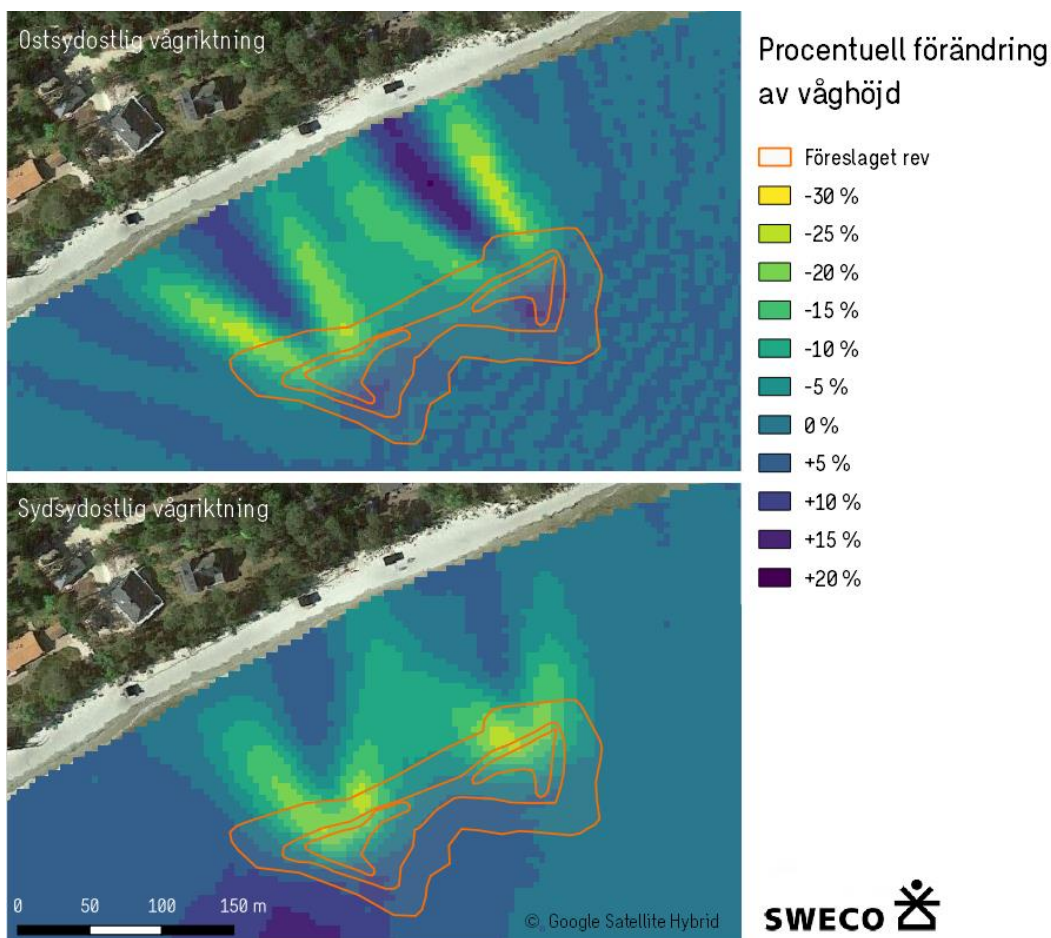 Ostsydostlig vågriktning
Procentuell förändring
av våghöjd
Föreslaget rev
-30 %
-25 %
-20 %
-15 %
-10 %
-5 %
0 %
+5 %
+10 %
+15 %
+20 %
Sydsydostlig vågriktning
0 50 100 150 m
© Google Satellite Hybrid
SWECO